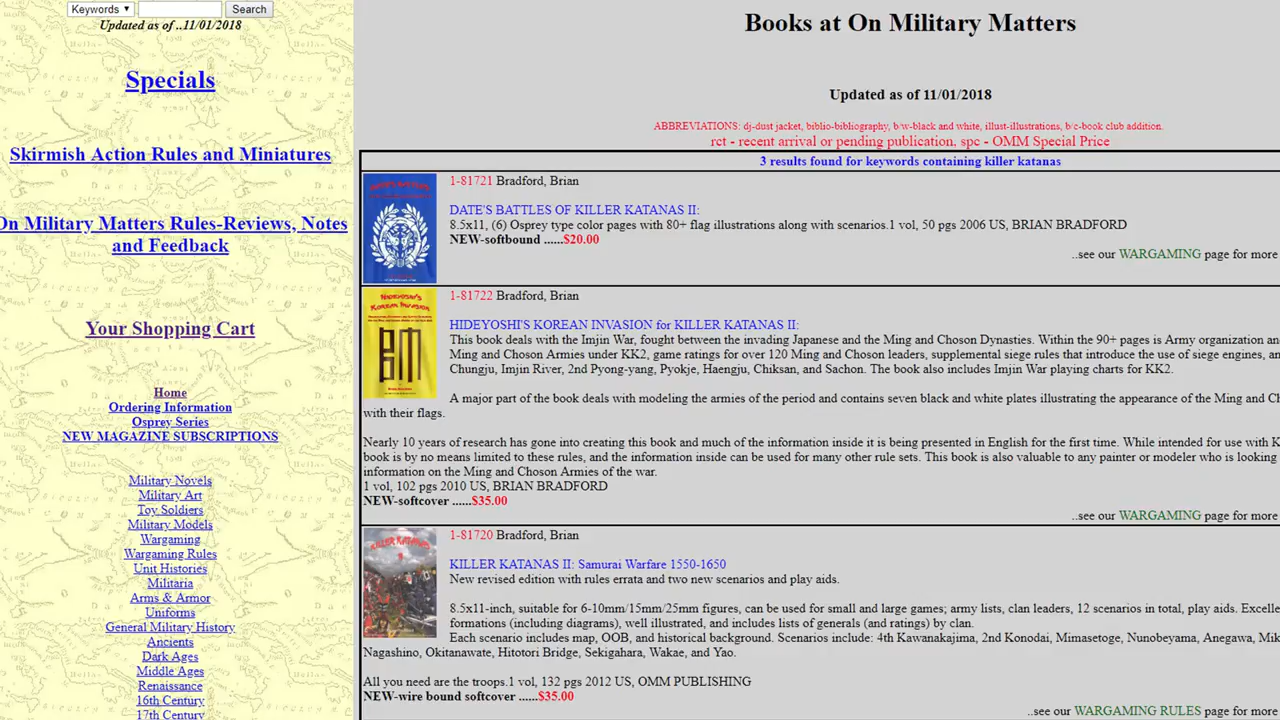 Keywords
Search
Updated as of ..11/01/2018
Specials
Skirmish Action Rules and Miniatures
On Military Matters Rules-Reviews, Notes
and Feedback
Your Shopping Cart
Home
Ordering Information
Osprey Series
NEW MAGAZINE SUBSCRIPTIONS
Military Novels
Military Art
Toy Soldiers
Military Models
Wargaming
Wargaming Rules
Unit Histories
Militaria
Arms & Armor
Uniforms
General Military History
Ancients
Dark Ages
Middle Ages
Renaissance
16th Century
17th Century
Books at On Military Matters
Updated as of 11/01/2018
ABBREVIATIONS: dj-dust jacket, biblio-bibliography, b/w-black and white, illust-illustrations, b/c-book club addition.
rct - recent arrival or pending publication, spc - OMM Special Price
3 results found for keywords containing killer katanas
1-81721 Bradford, Brian
DATE'S BATTLES OF KILLER KATANAS II:
8.5x11, (6) Osprey type color pages with 80+ flag illustrations along with scenarios.1 vol, 50 pgs 2006 US, BRIAN BRADFORD
NEW-softbound ......$20.00
..see our WARGAMING page for more
HIDEYOSHI'S
KOREAN INVASION
1-81722 Bradford, Brian
HIDEYOSHI'S KOREAN INVASION for KILLER KATANAS II:
This book deals with the Imjin War, fought between the invading Japanese and the Ming and Choson Dynasties. Within the 90+ pages is Army organization an
Ming and Choson Armies under KK2, game ratings for over 120 Ming and Choson leaders, supplemental siege rules that introduce the use of siege engines, an
Chungju, Imjin River, 2nd Pyong-yang, Pyokje, Haengju, Chiksan, and Sachon. The book also includes Imjin War playing charts for KK2.
A major part of the book deals with modeling the armies of the period and contains seven black and white plates illustrating the appearance of the Ming and Ch
with their flags.
Nearly 10 years of research has gone into creating this book and much of the information inside it is being presented in English for the first time. While intended for use with K
book is by no means limited to these rules, and the information inside can be used for many other rule sets. This book is also valuable to any painter or modeler who is looking
information on the Ming and Choson Armies of the war.
1 vol, 102 pgs 2010 US, BRIAN BRADFORD
NEW-softcover ......$35.00
..see our WARGAMING page for more
KILLER KATANAS
II
1-81720 Bradford, Brian
KILLER KATANAS II: Samurai Warfare 1550-1650
New revised edition with rules errata and two new scenarios and play aids.
8.5x11-inch, suitable for 6-10mm/15mm/25mm figures, can be used for small and large games; army lists, clan leaders, 12 scenarios in total, play aids. Excelle
formations (including diagrams), well illustrated, and includes lists of generals (and ratings) by clan.
Each scenario includes map, OOB, and historical background. Scenarios include: 4th Kawanakajima, 2nd Konodai, Mimasetoge, Nunobeyama, Anegawa, Mik
Nagashino, Okitanawate, Hitotori Bridge, Sekigahara, Wakae, and Yao.
All you need are the troops.1 vol, 132 pgs 2012 US, OMM PUBLISHING
NEW-wire bound softcover ......$35.00
..see our WARGAMING RULES page for more